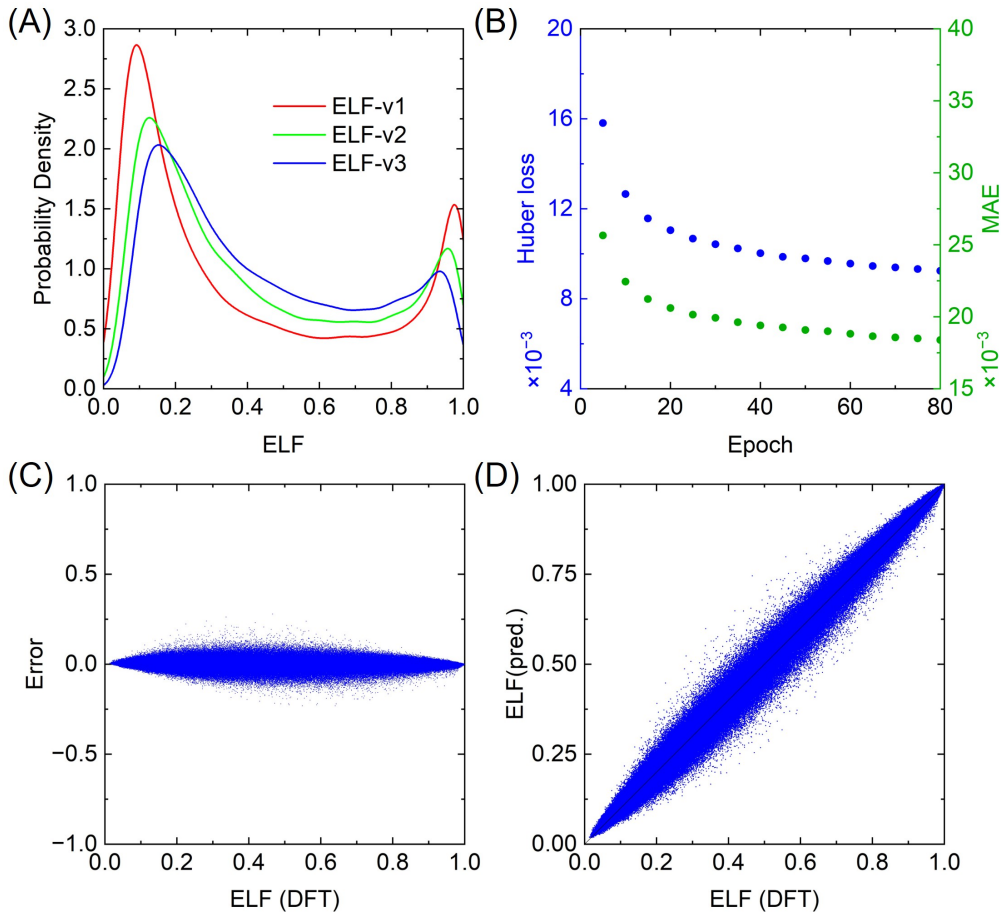 (A)
3.0
2.5
2.0
1.5
1.0
0.5
0.0
Probability Density
ELF-v1
ELF-v2
ELF-v3
0.0 0.2 0.4 0.6 0.8 1.0
ELF
(B)
20
16
12
8
4
Huber loss
×10⁻³
40
35
30
25
20
15
MAE
×10⁻³
0 20 40 60 80
Epoch
(C)
1.0
0.5
0.0
−0.5
−1.0
Error
0.0 0.2 0.4 0.6 0.8 1.0
ELF (DFT)
(D)
1.00
0.75
0.50
0.25
0.00
ELF(pred.)
0.0 0.2 0.4 0.6 0.8 1.0
ELF (DFT)